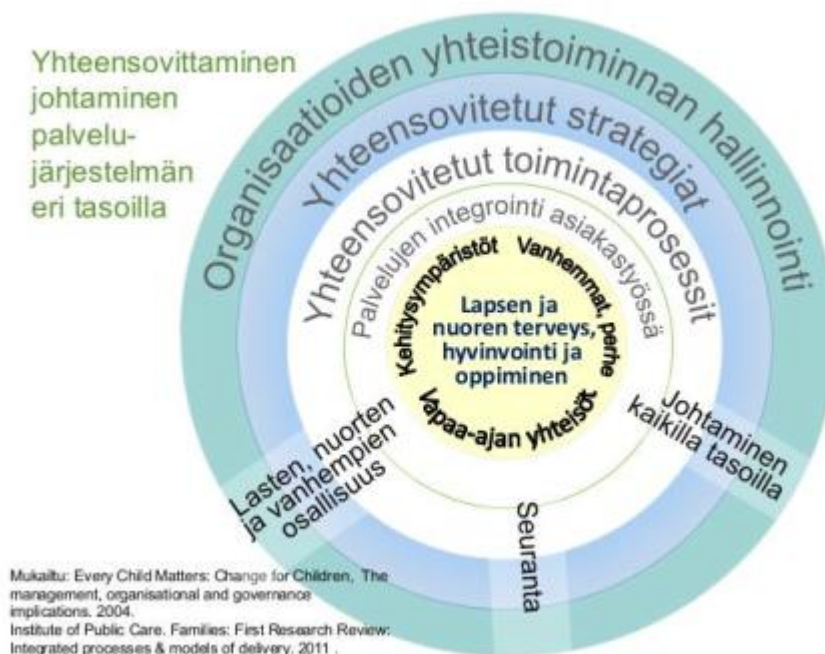 Yhteensovittaminen
johtaminen
palvelu-
järjestelmän
eri tasoilla
Organisaatioiden yhteistoiminnan hallinnointi
Yhteensovitetut strategiat
Yhteensovitetut toimintaprosessit
Palvelujen integrointi asiakastyössä
Kehitysympäristöt
Vanhemmat, perhe
Lapsen ja
nuoren terveys,
hyvinvointi ja
oppiminen
Vapaa-ajan yhteisöt
Lasten, nuorten
ja vanhempien
osallisuus
Seuranta
Johtaminen
kaikilla tasoilla
Mukailtu: Every Child Matters: Change for Children, The
management, organisational and governance
implications. 2004.
Institute of Public Care. Families: First Research Review:
Integrated processes & models of delivery. 2011 .